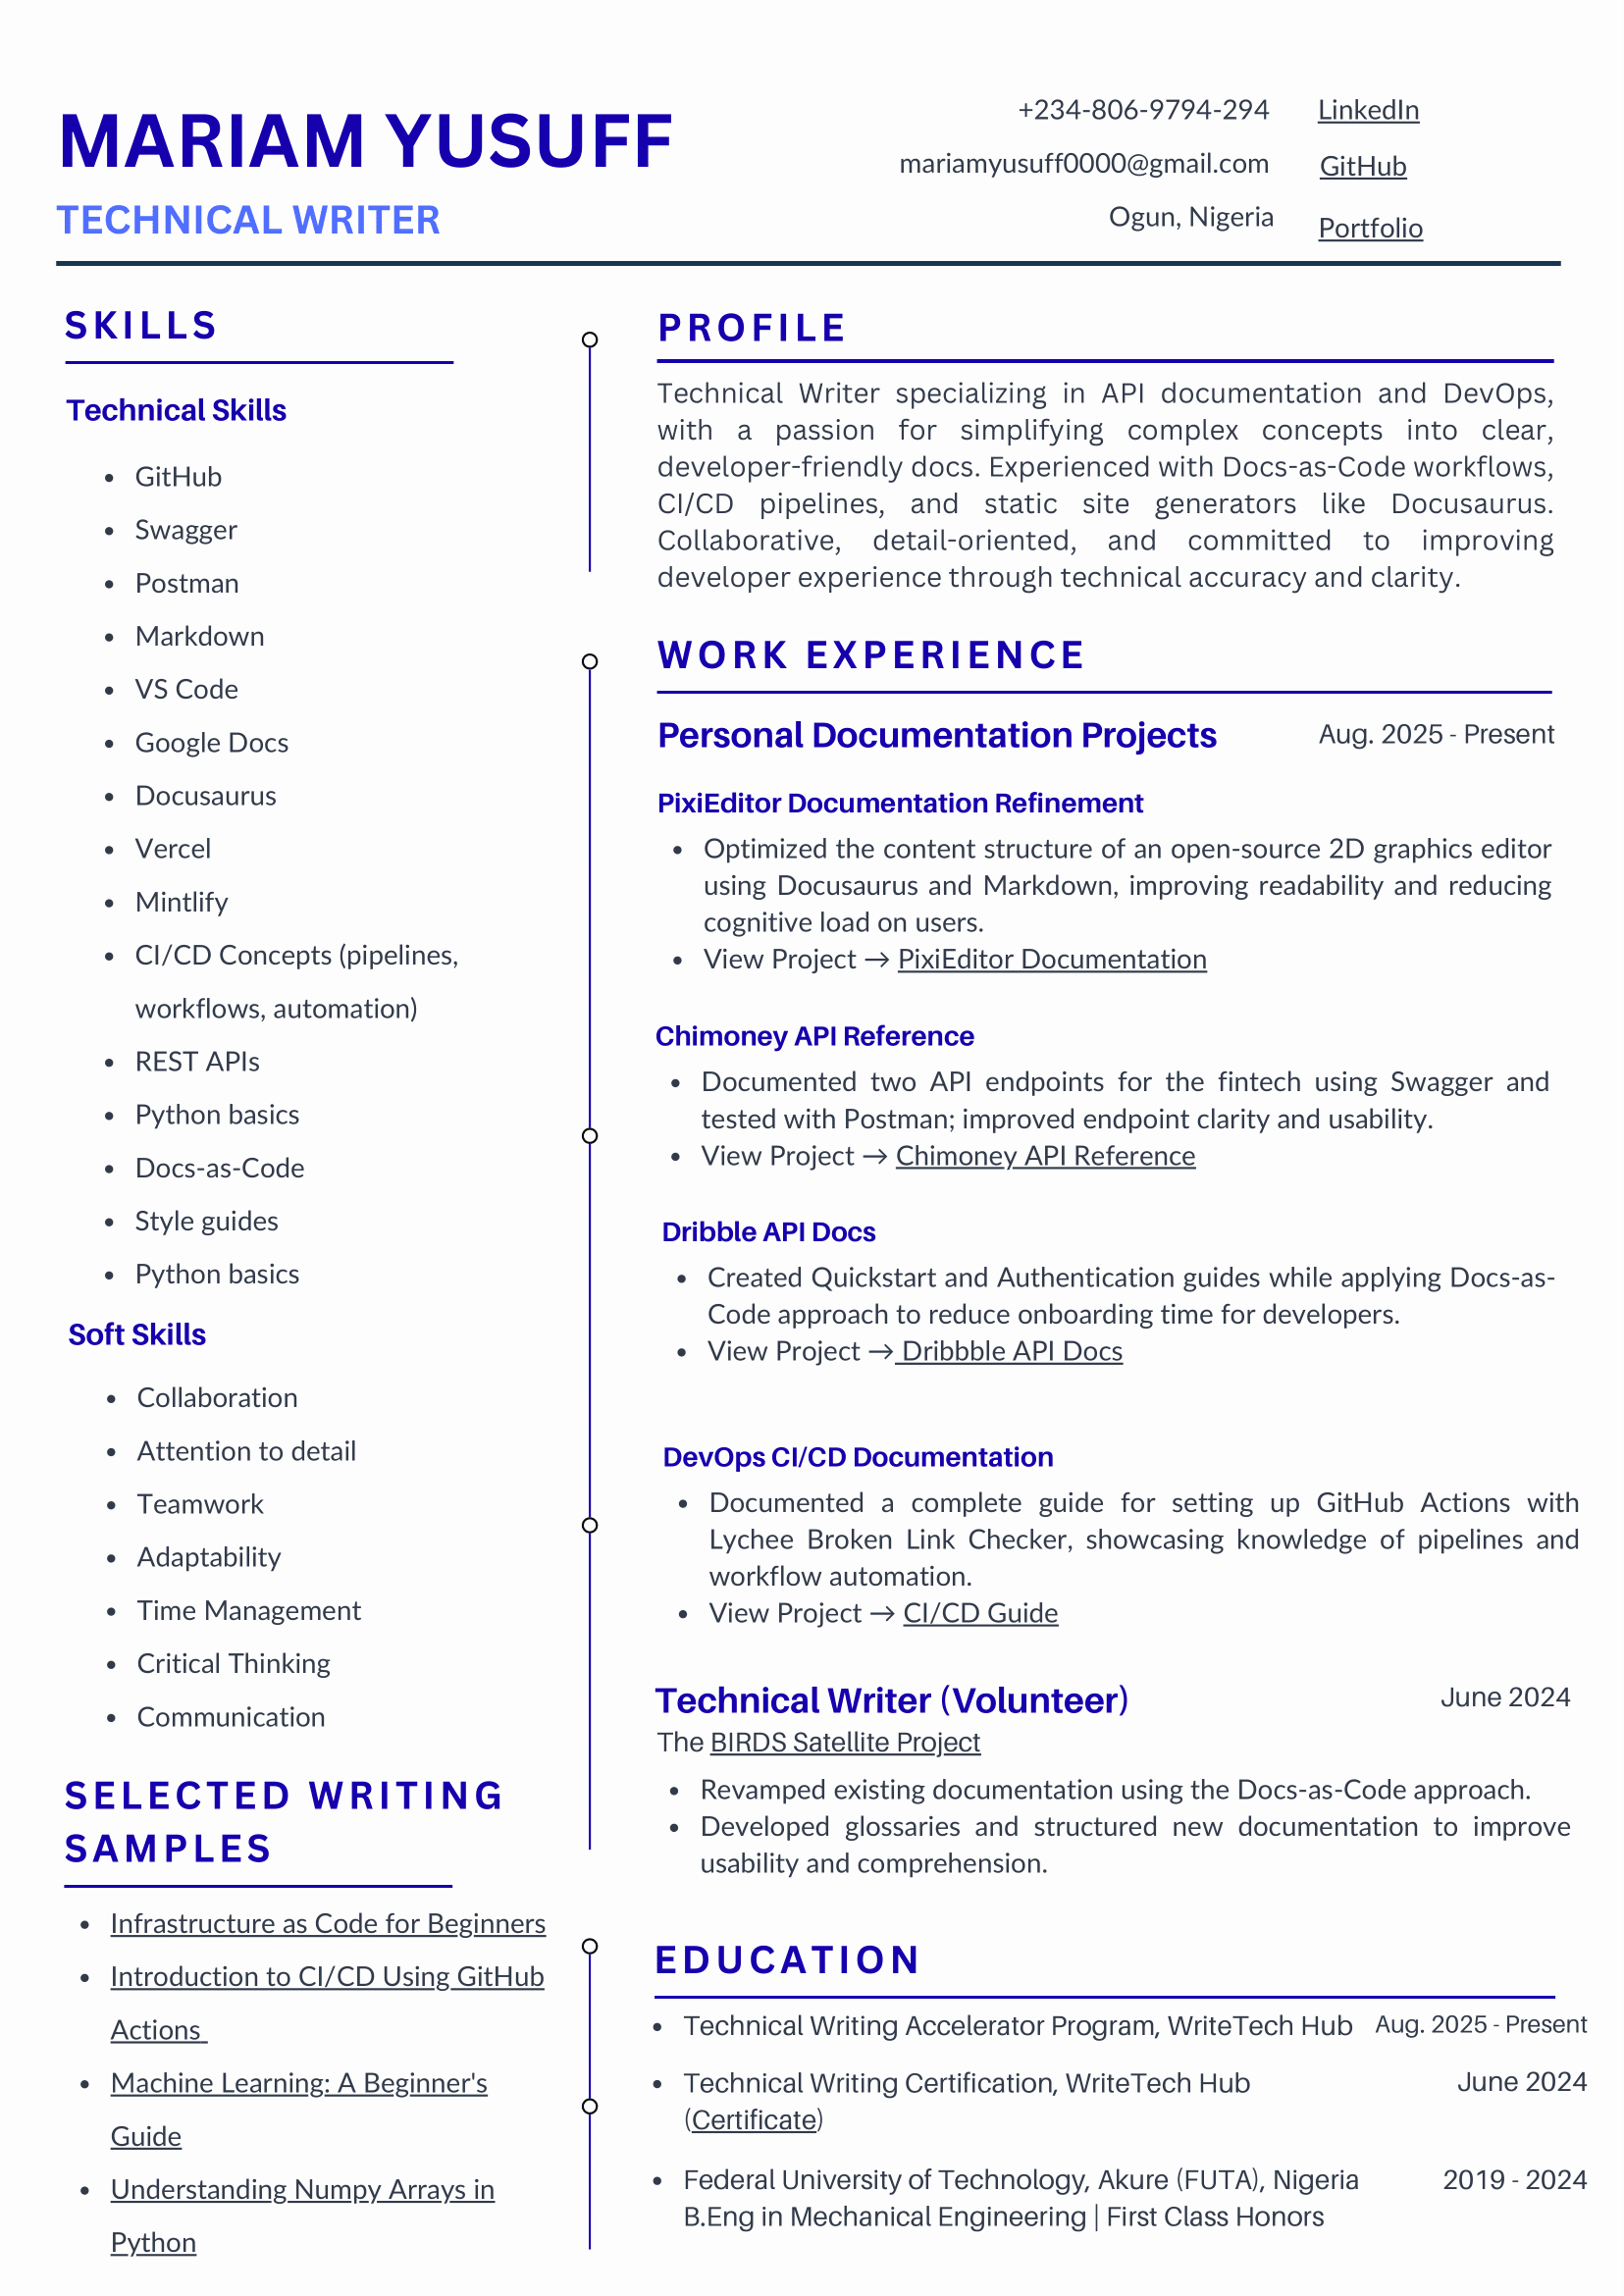 MARIAM YUSUFF
TECHNICAL WRITER
+234-806-9794-294
mariamyusuff0000@gmail.com
Ogun, Nigeria
LinkedIn
GitHub
Portfolio
SKILLS
Technical Skills
• GitHub
• Swagger
• Postman
• Markdown
• VS Code
• Google Docs
• Docusaurus
• Vercel
• Mintlify
• CI/CD Concepts (pipelines,
workflows, automation)
• REST APIs
• Python basics
• Docs-as-Code
• Style guides
• Python basics
Soft Skills
• Collaboration
• Attention to detail
• Teamwork
• Adaptability
• Time Management
• Critical Thinking
• Communication
SELECTED WRITING
SAMPLES
• Infrastructure as Code for Beginners
• Introduction to CI/CD Using GitHub
Actions
• Machine Learning: A Beginner's
Guide
• Understanding Numpy Arrays in
Python
PROFILE
Technical Writer specializing in API documentation and DevOps,
with a passion for simplifying complex concepts into clear,
developer-friendly docs. Experienced with Docs-as-Code workflows,
CI/CD pipelines, and static site generators like Docusaurus.
Collaborative, detail-oriented, and committed to improving
developer experience through technical accuracy and clarity.
WORK EXPERIENCE
Personal Documentation Projects Aug. 2025 - Present
PixiEditor Documentation Refinement
• Optimized the content structure of an open-source 2D graphics editor
using Docusaurus and Markdown, improving readability and reducing
cognitive load on users.
• View Project → PixiEditor Documentation
Chimoney API Reference
• Documented two API endpoints for the fintech using Swagger and
tested with Postman; improved endpoint clarity and usability.
• View Project → Chimoney API Reference
Dribble API Docs
• Created Quickstart and Authentication guides while applying Docs-as-
Code approach to reduce onboarding time for developers.
• View Project → Dribbble API Docs
DevOps CI/CD Documentation
• Documented a complete guide for setting up GitHub Actions with
Lychee Broken Link Checker, showcasing knowledge of pipelines and
workflow automation.
• View Project → CI/CD Guide
Technical Writer (Volunteer) June 2024
The BIRDS Satellite Project
• Revamped existing documentation using the Docs-as-Code approach.
• Developed glossaries and structured new documentation to improve
usability and comprehension.
EDUCATION
• Technical Writing Accelerator Program, WriteTech Hub Aug. 2025 - Present
• Technical Writing Certification, WriteTech Hub June 2024
(Certificate)
• Federal University of Technology, Akure (FUTA), Nigeria 2019 - 2024
B.Eng in Mechanical Engineering | First Class Honors